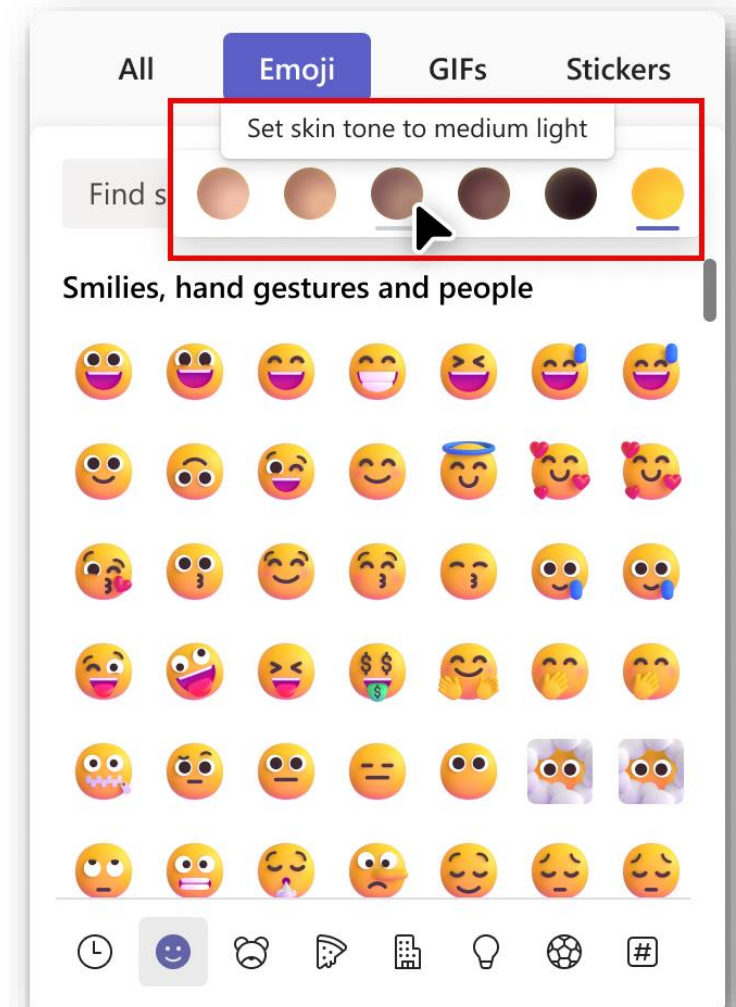 All Emoji GIFs Stickers
Set skin tone to medium light
Find s
Smilies, hand gestures and people
$ $
$
#